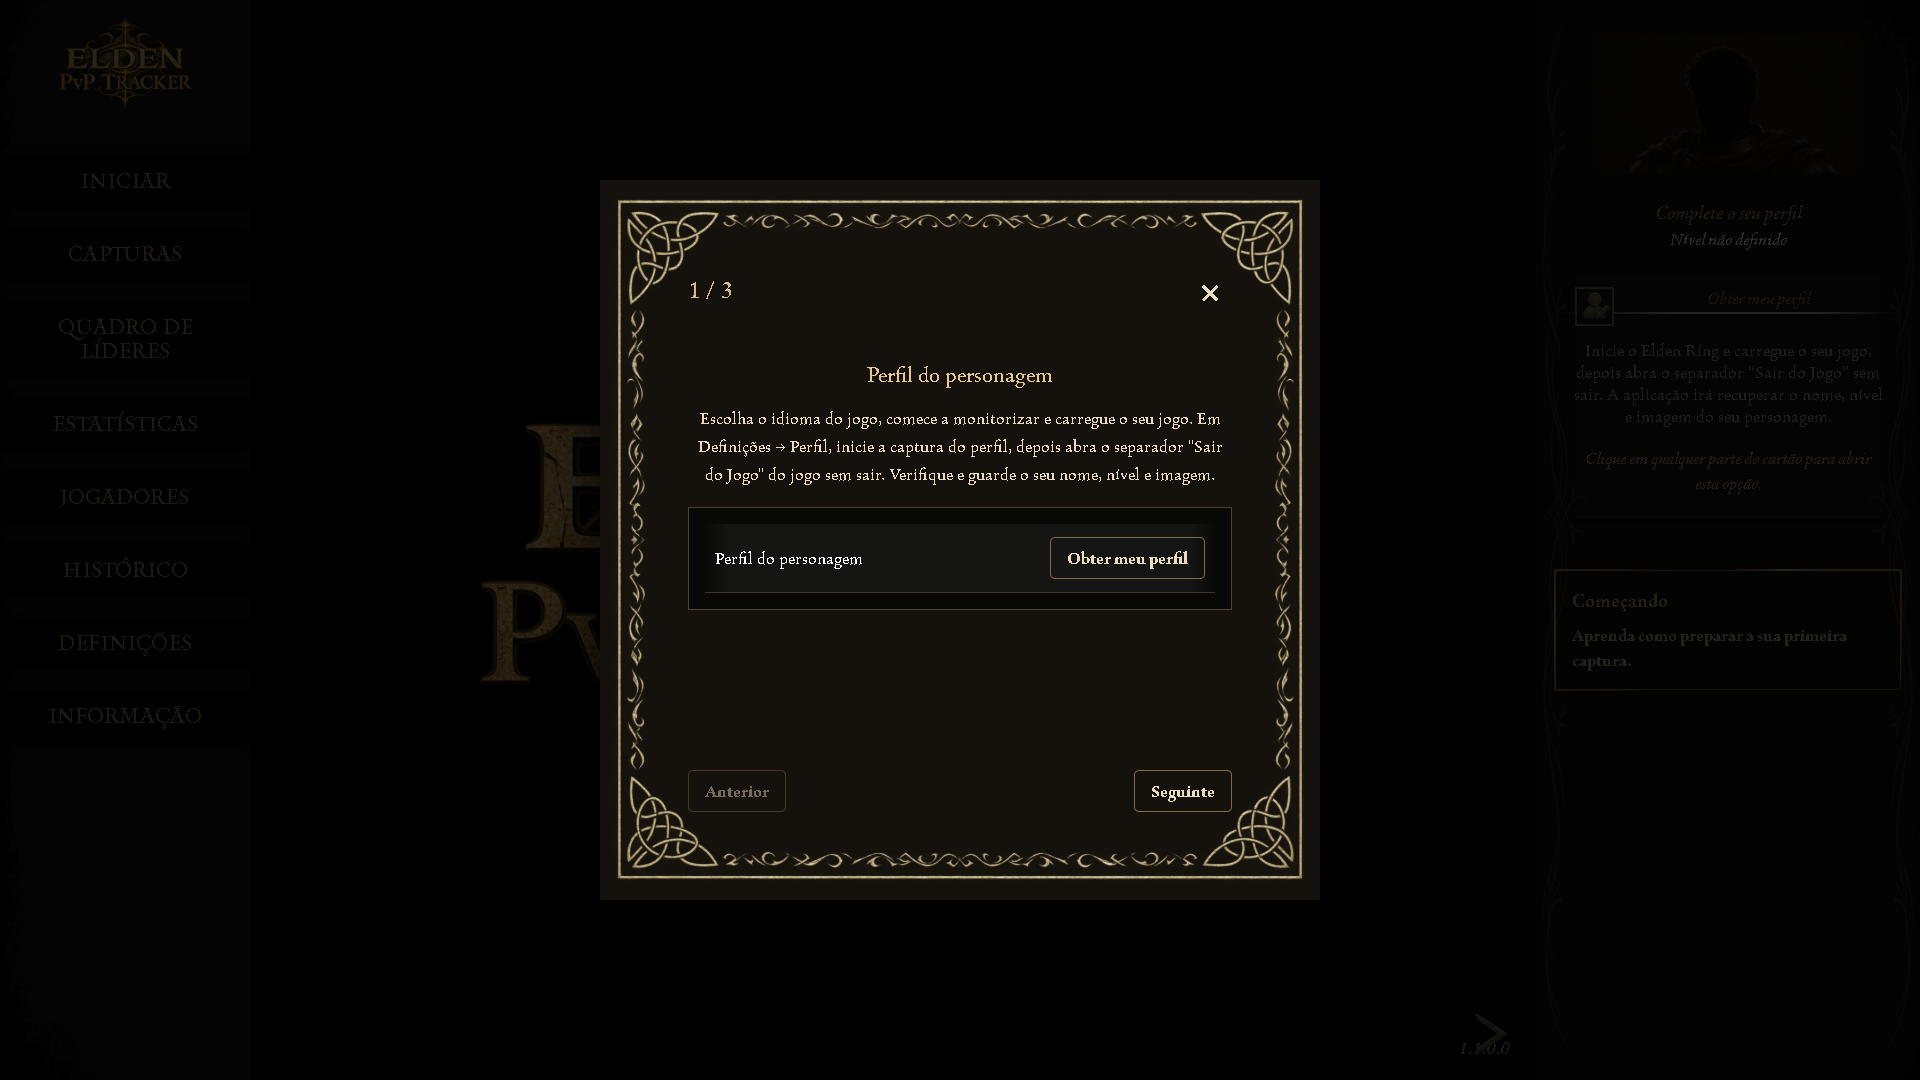 ELDEN
PvP TRACKER
INICIAR
CAPTURAS
QUADRO DE
LÍDERES
ESTATÍSTICAS
JOGADORES
HISTÓRICO
DEFINIÇÕES
INFORMAÇÃO
1 / 3
Perfil do personagem
Escolha o idioma do jogo, comece a monitorizar e carregue o seu jogo. Em
Definições → Perfil, inicie a captura do perfil, depois abra o separador "Sair
do Jogo" do jogo sem sair. Verifique e guarde o seu nome, nível e imagem.
Perfil do personagem
Obter meu perfil
Anterior
Seguinte
Complete o seu perfil
Nível não definido
Obter meu perfil
Inicie o Elden Ring e carregue o seu jogo,
depois abra o separador "Sair do Jogo" sem
sair. A aplicação irá recuperar o nome, nível
e imagem do seu personagem.
Clique em qualquer parte do cartão para abrir
esta opção.
Começando
Aprenda como preparar a sua primeira
captura.